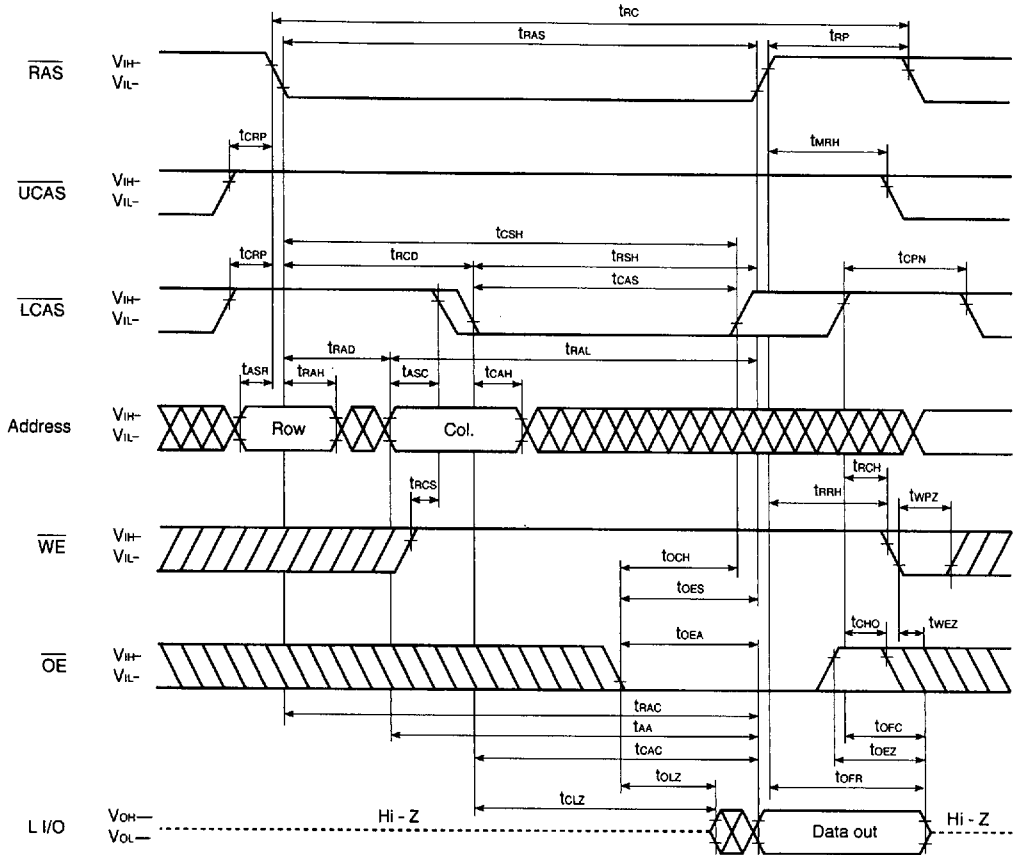 tRC
tRAS
tRP
RAS
VIH–
VIL–
tCRP
tMRH
UCAS
VIH–
VIL–
tCSH
tCRP
tRCD
tRSH
tCPN
tCAS
LCAS
VIH–
VIL–
tRAD
tRAL
tASR
tRAH
tASC
tCAH
Address
VIH–
VIL–
Row
Col.
tRCH
tRCS
tRRH
tWPZ
WE
VIH–
VIL–
tOCH
tOES
tCHO
tWEZ
tOEA
OE
VIH–
VIL–
tRAC
tOFC
tAA
tOEZ
tCAC
tOLZ
tOFR
tCLZ
L I/O
VOH—
VOL—
Hi - Z
Data out
Hi - Z